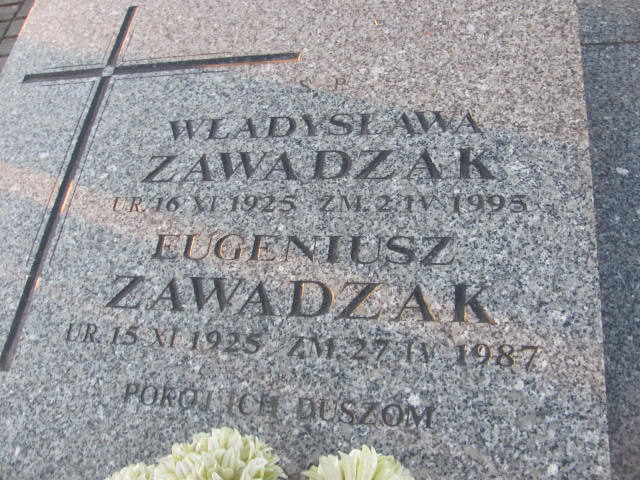 Ś.P.
WŁADYSŁAWA
ZAWADZAK
UR. 16 XI 1925 ZM. 2 IV 1995
EUGENIUSZ
ZAWADZAK
UR. 15 XI 1925 ZM. 27 IV 1987
POKÓJ ICH DUSZOM